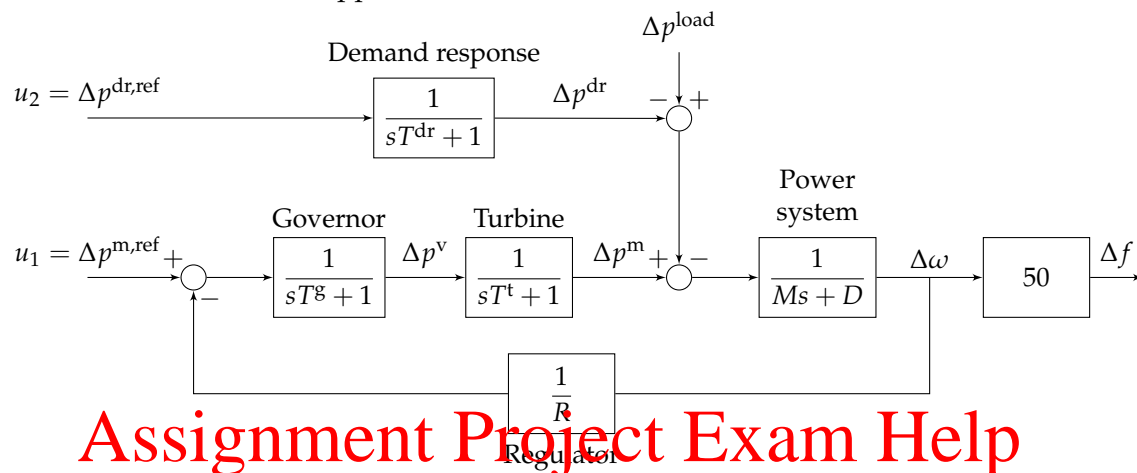 Δp^load
Demand response
u₂ = Δp^dr,ref
1
sT^dr + 1
Δp^dr
− +
Power
system
Governor
Turbine
u₁ = Δp^m,ref +
−
1
sT^g + 1
Δp^v
1
sT^t + 1
Δp^m + −
1
Ms + D
Δω
50
Δf
1
R
Regulator
Assignment Project Exam Help